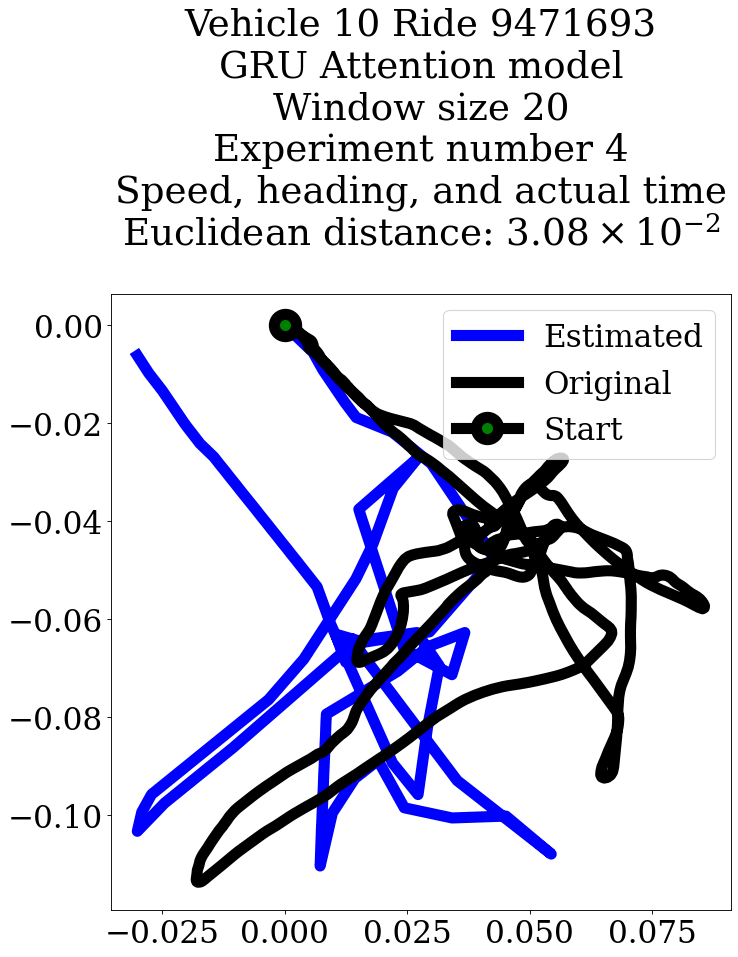 Vehicle 10 Ride 9471693
GRU Attention model
Window size 20
Experiment number 4
Speed, heading, and actual time
Euclidean distance: 3.08 × 10⁻²
Estimated
Original
Start
0.00
−0.02
−0.04
−0.06
−0.08
−0.10
−0.025 0.000 0.025 0.050 0.075